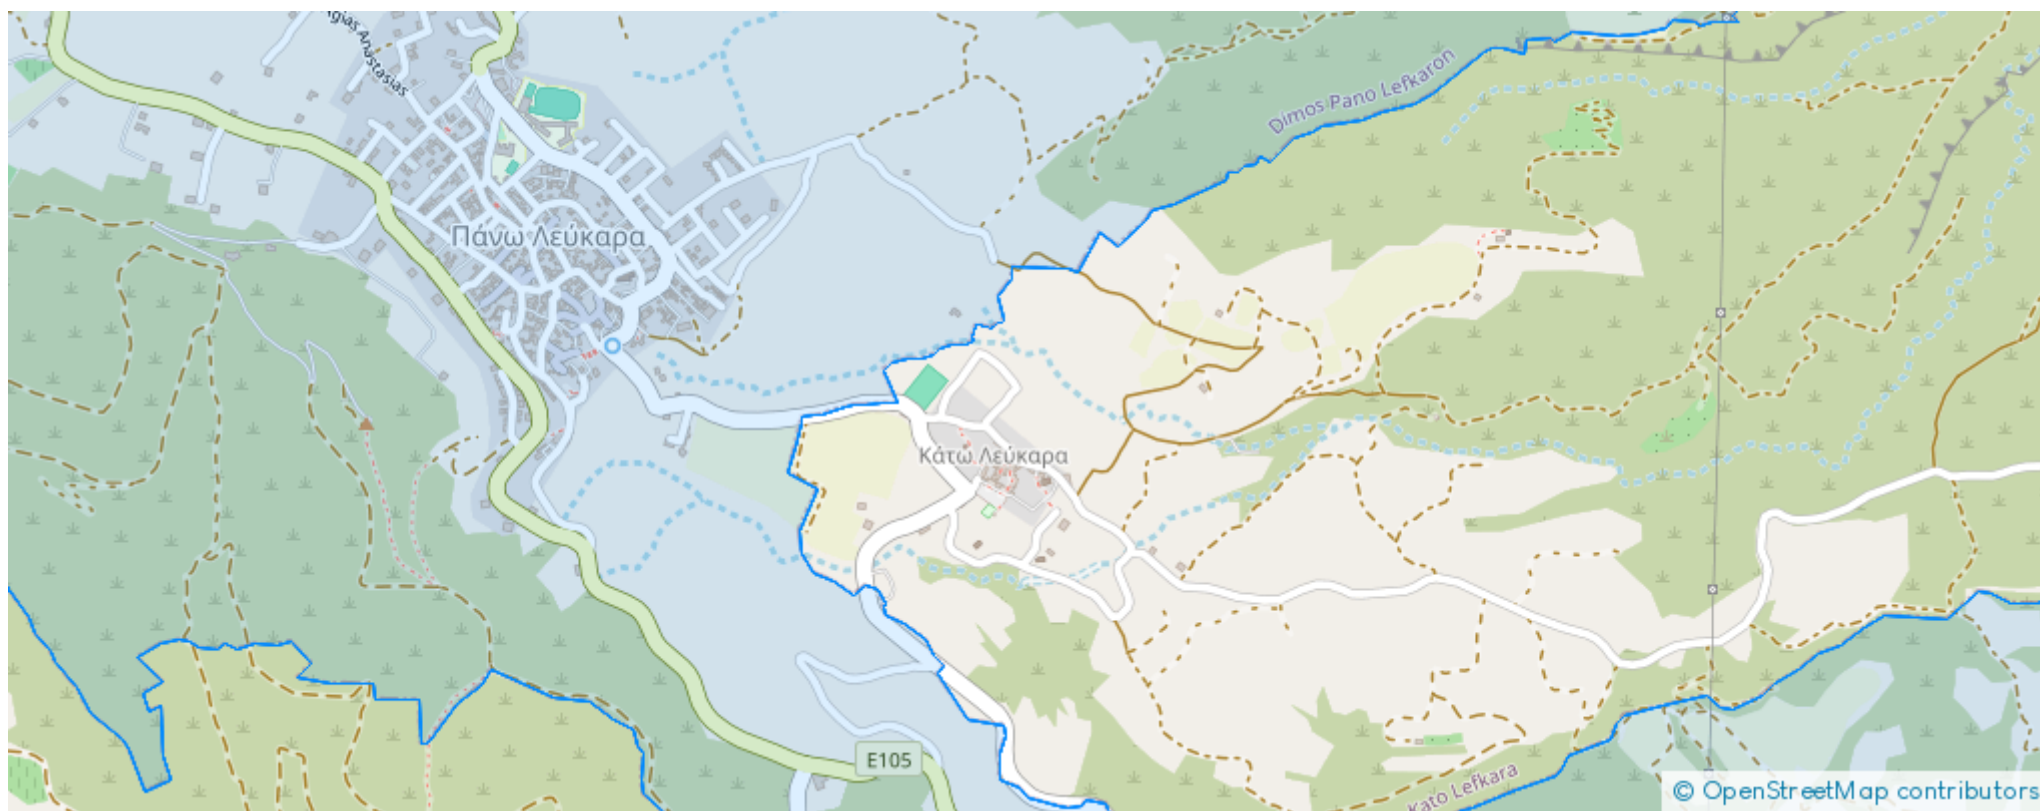 Agias Anastasias
Dimos Pano Lefkaron
Πάνω Λεύκαρα
Κάτω Λεύκαρα
E105
Kato Lefkara
© OpenStreetMap contributors